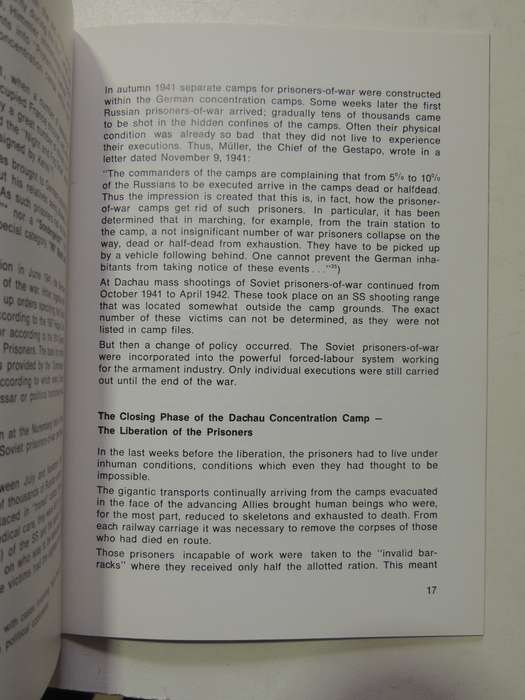 In autumn 1941 separate camps for prisoners-of-war were constructed
within the German concentration camps. Some weeks later the first
Russian prisoners-of-war arrived; gradually tens of thousands came
to be shot in the hidden confines of the camps. Often their physical
condition was already so bad that they did not live to experience
their executions. Thus, Müller, the Chief of the Gestapo, wrote in a
letter dated November 9, 1941:
"The commanders of the camps are complaining that from 5% to 10%
of the Russians to be executed arrive in the camps dead or halfdead.
Thus the impression is created that this is, in fact, how the prisoner-
of-war camps get rid of such prisoners. In particular, it has been
determined that in marching, for example, from the train station to
the camp, a not insignificant number of war prisoners collapse on the
way, dead or half-dead from exhaustion. They have to be picked up
by a vehicle following behind. One cannot prevent the German inha-
bitants from taking notice of these events . . ."²⁵)
At Dachau mass shootings of Soviet prisoners-of-war continued from
October 1941 to April 1942. These took place on an SS shooting range
that was located somewhat outside the camp grounds. The exact
number of these victims can not be determined, as they were not
listed in camp files.
But then a change of policy occurred. The Soviet prisoners-of-war
were incorporated into the powerful forced-labour system working
for the armament industry. Only individual executions were still carried
out until the end of the war.
The Closing Phase of the Dachau Concentration Camp –
The Liberation of the Prisoners
In the last weeks before the liberation, the prisoners had to live under
inhuman conditions, conditions which even they had thought to be
impossible.
The gigantic transports continually arriving from the camps evacuated
in the face of the advancing Allies brought human beings who were,
for the most part, reduced to skeletons and exhausted to death. From
each railway carriage it was necessary to remove the corpses of those
who had died en route.
Those prisoners incapable of work were taken to the "invalid bar-
racks" where they received only half the allotted ration. This meant
17